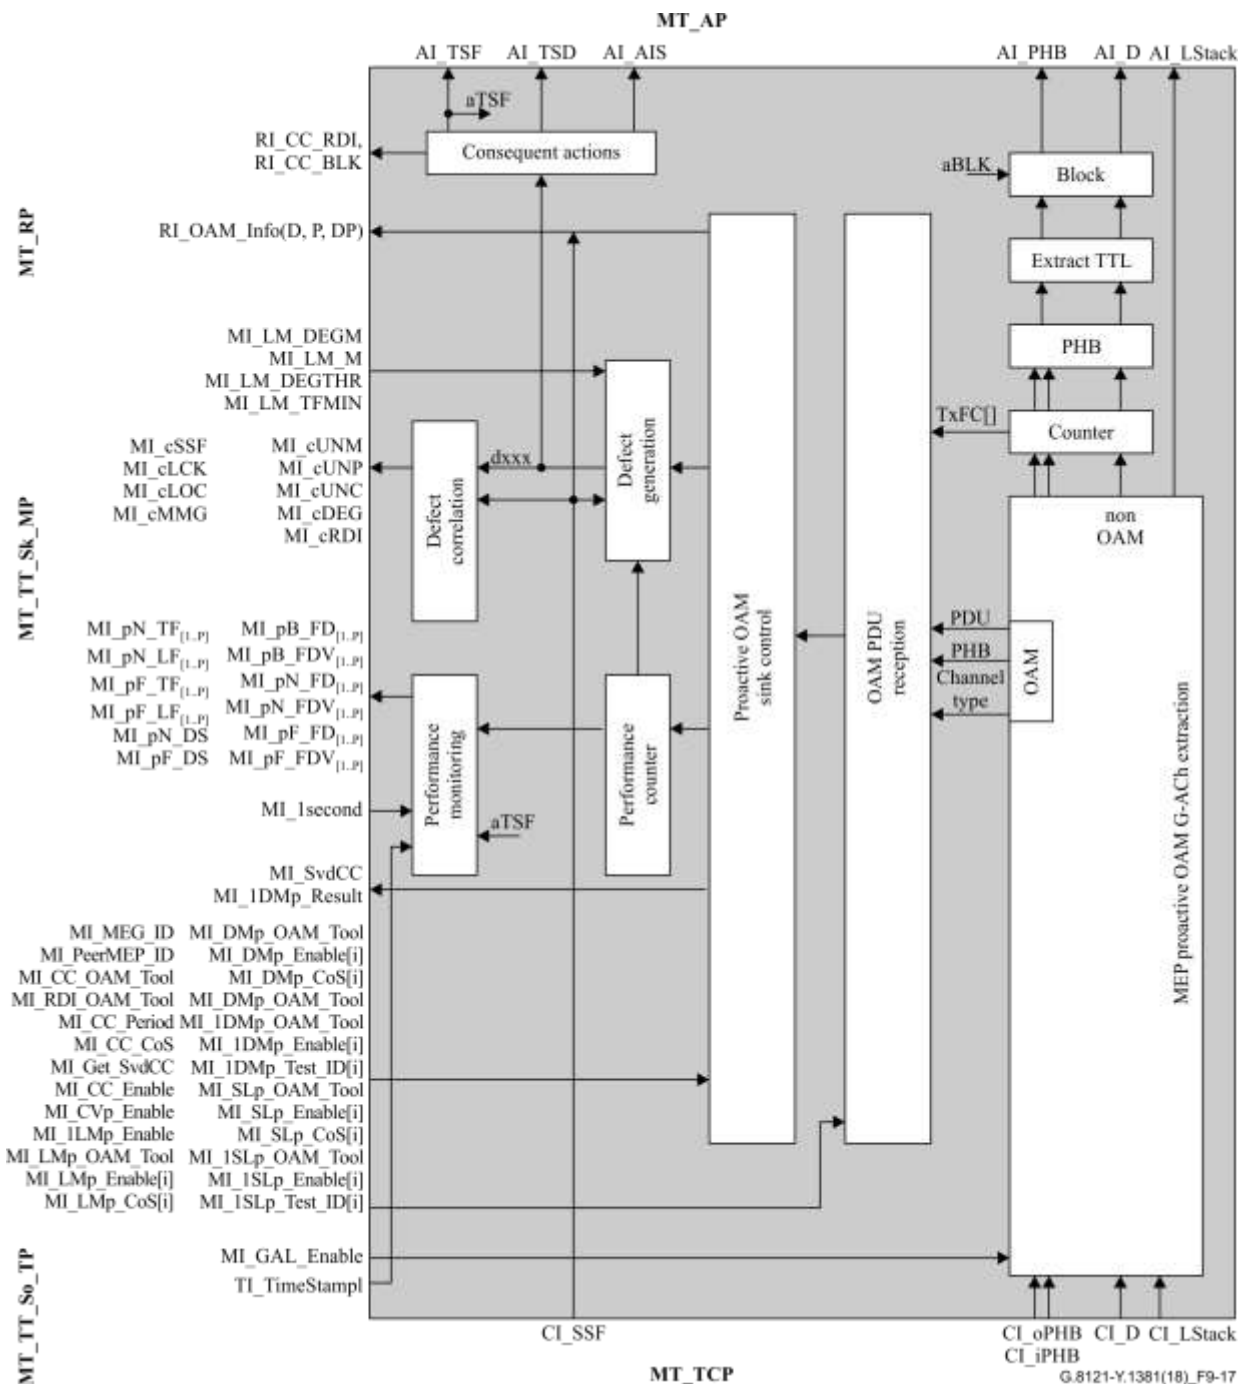 MT_AP
AI_TSF AI_TSD AI_AIS AI_PHB AI_D AI_LStack
aTSF
RI_CC_RDI,
RI_CC_BLK
Consequent actions
aBLK
Block
MT_RP
RI_OAM_Info(D, P, DP)
Extract TTL
MI_LM_DEGM
MI_LM_M
MI_LM_DEGTHR
MI_LM_TFMIN
PHB
TxFC[]
Counter
MT_TT_Sk_MP
MI_cSSF MI_cUNM
MI_cLCK MI_cUNP
MI_cLOC MI_cUNC
MI_cMMG MI_cDEG
MI_cRDI
dxxx
Defect
correlation
Defect
generation
Proactive OAM
sink control
OAM PDU
reception
non
OAM
PDU
PHB
Channel
type
OAM
MEP proactive OAM G-ACh extraction
MI_pN_TF[1..P] MI_pB_FD[1..P]
MI_pN_LF[1..P] MI_pB_FDV[1..P]
MI_pF_TF[1..P] MI_pN_FD[1..P]
MI_pF_LF[1..P] MI_pN_FDV[1..P]
MI_pN_DS MI_pF_FD[1..P]
MI_pF_DS MI_pF_FDV[1..P]
Performance
monitoring
Performance
counter
MI_1second
aTSF
MI_SvdCC
MI_1DMp_Result
MI_MEG_ID MI_DMp_OAM_Tool
MI_PeerMEP_ID MI_DMp_Enable[i]
MI_CC_OAM_Tool MI_DMp_CoS[i]
MI_RDI_OAM_Tool MI_DMp_OAM_Tool
MI_CC_Period MI_1DMp_OAM_Tool
MI_CC_CoS MI_1DMp_Enable[i]
MI_Get_SvdCC MI_1DMp_Test_ID[i]
MI_CC_Enable MI_SLp_OAM_Tool
MI_CVp_Enable MI_SLp_Enable[i]
MI_1LMp_Enable MI_SLp_CoS[i]
MI_LMp_OAM_Tool MI_1SLp_OAM_Tool
MI_LMp_Enable[i] MI_1SLp_Enable[i]
MI_LMp_CoS[i] MI_1SLp_Test_ID[i]
MT_TT_So_TP
MI_GAL_Enable
TI_TimeStampl
CI_SSF
CI_oPHB CI_D CI_LStack
CI_iPHB
MT_TCP
G.8121-Y.1381(18)_F9-17